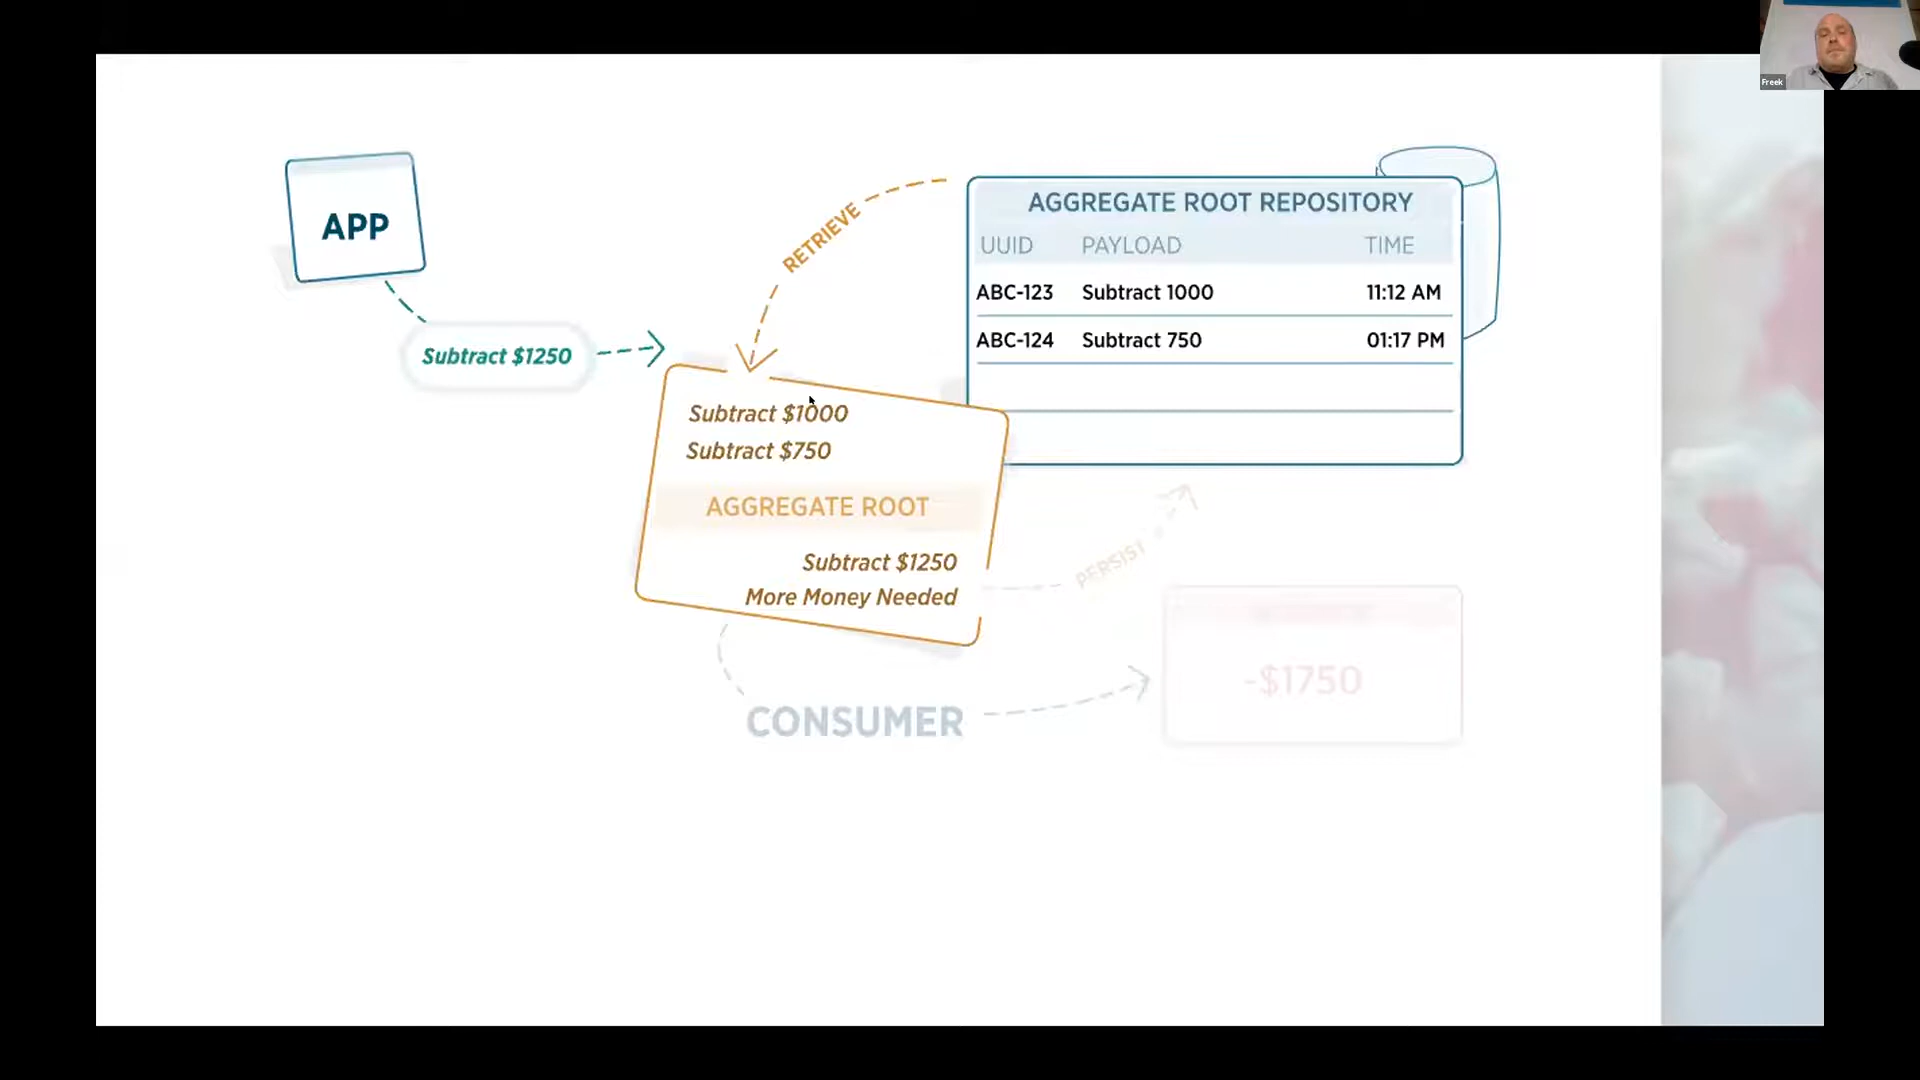 Freek
APP
RETRIEVE
AGGREGATE ROOT REPOSITORY
UUID PAYLOAD TIME
ABC-123 Subtract 1000 11:12 AM
ABC-124 Subtract 750 01:17 PM
Subtract $1250
Subtract $1000
Subtract $750
AGGREGATE ROOT
Subtract $1250
More Money Needed
PERSIST
-$1750
CONSUMER